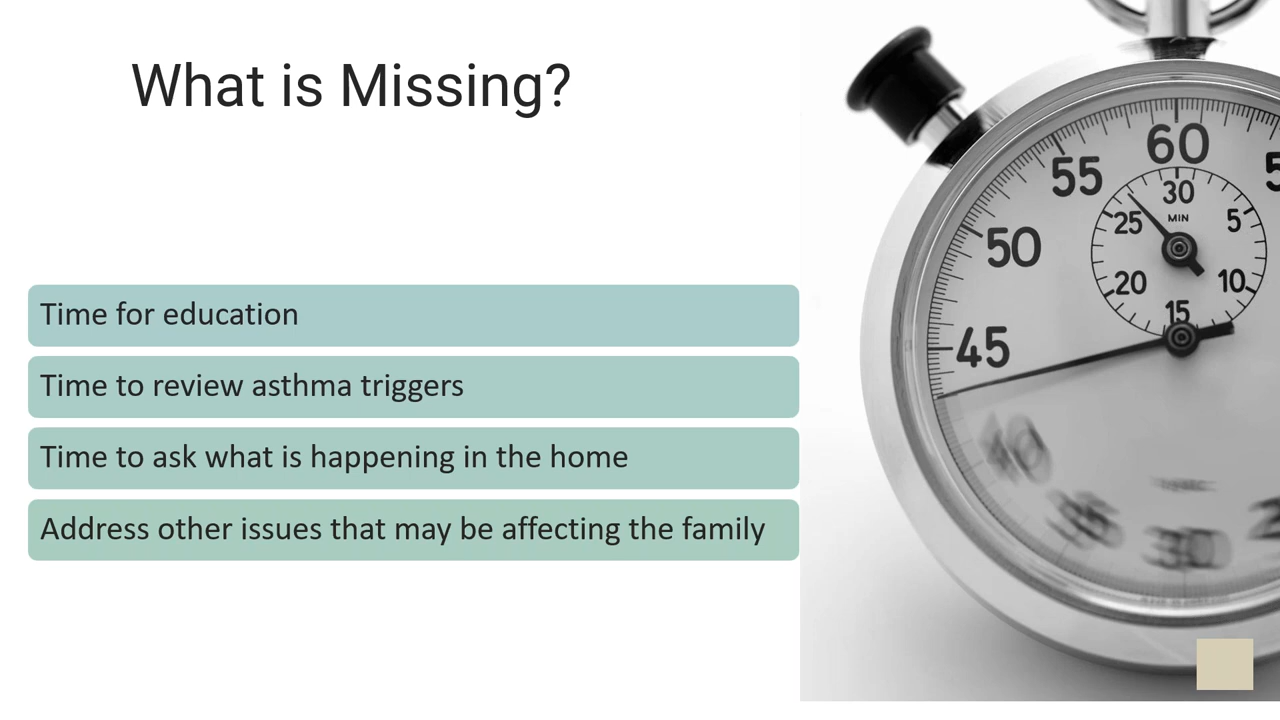 What is Missing?
Time for education
Time to review asthma triggers
Time to ask what is happening in the home
Address other issues that may be affecting the family
60
55
50
45
30
MIN
25
5
20
10
15